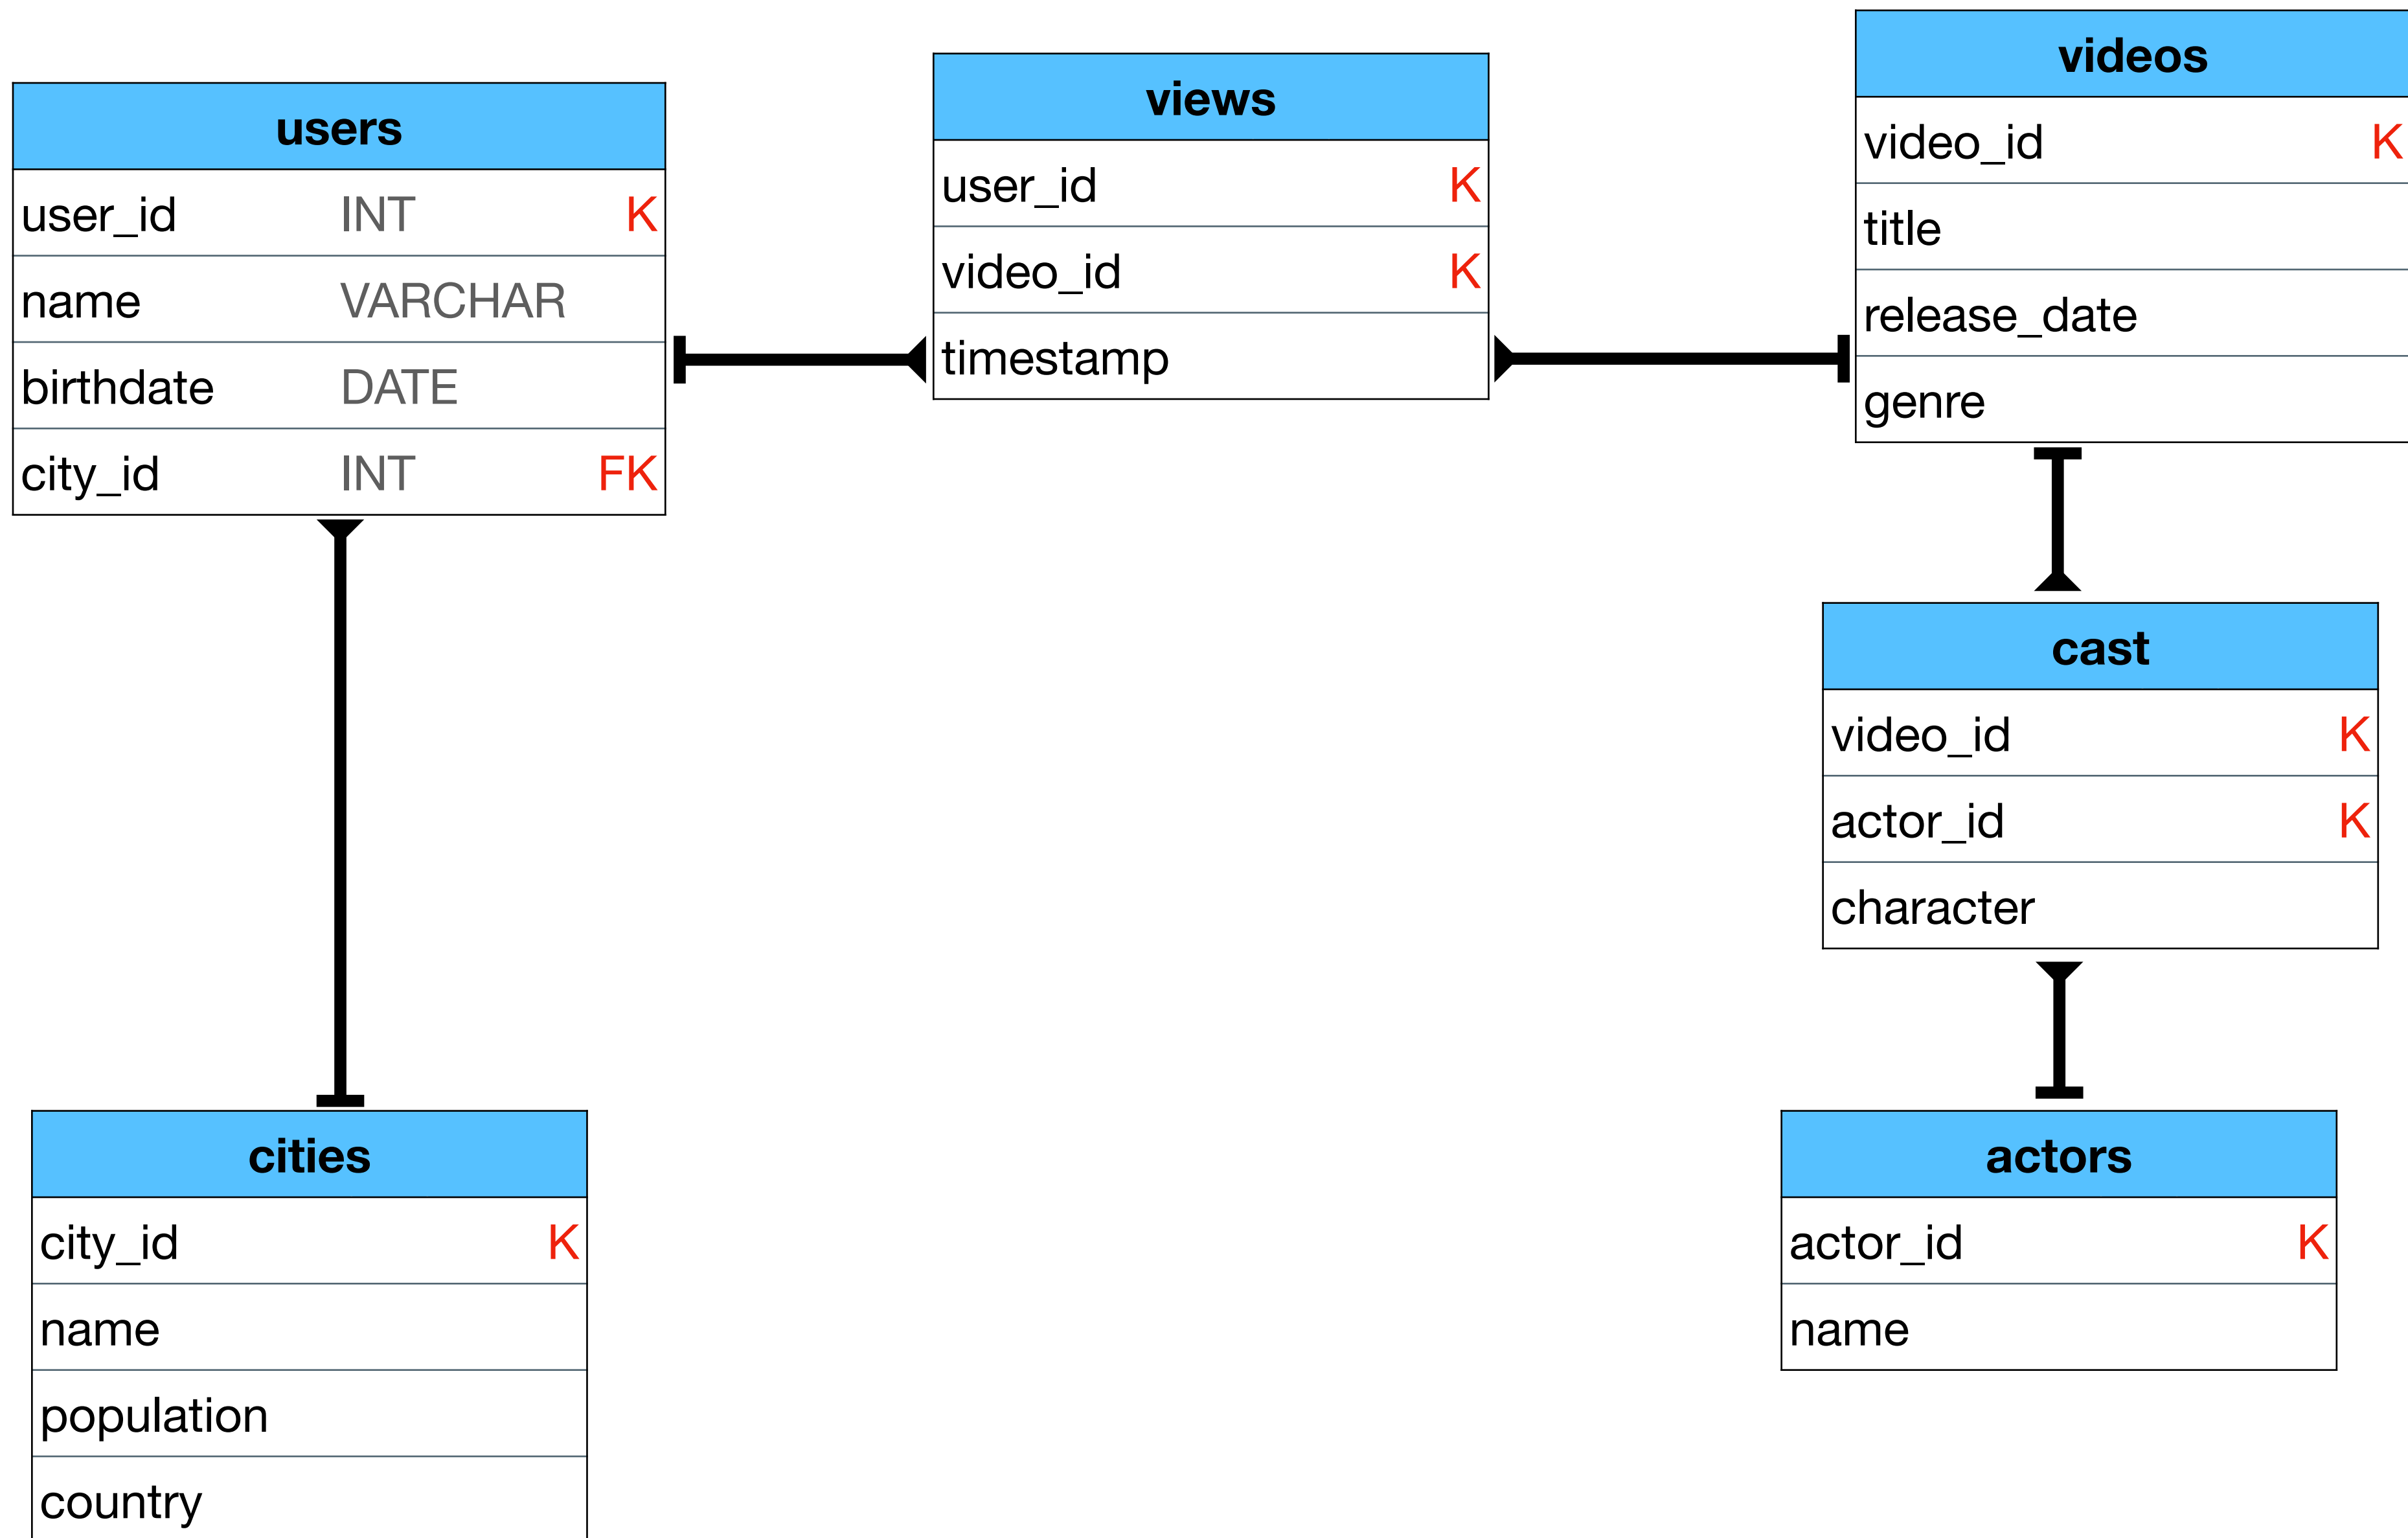 users
user_id INT K
name VARCHAR
birthdate DATE
city_id INT FK
views
user_id K
video_id K
timestamp
videos
video_id K
title
release_date
genre
cast
video_id K
actor_id K
character
cities
city_id K
name
population
country
actors
actor_id K
name